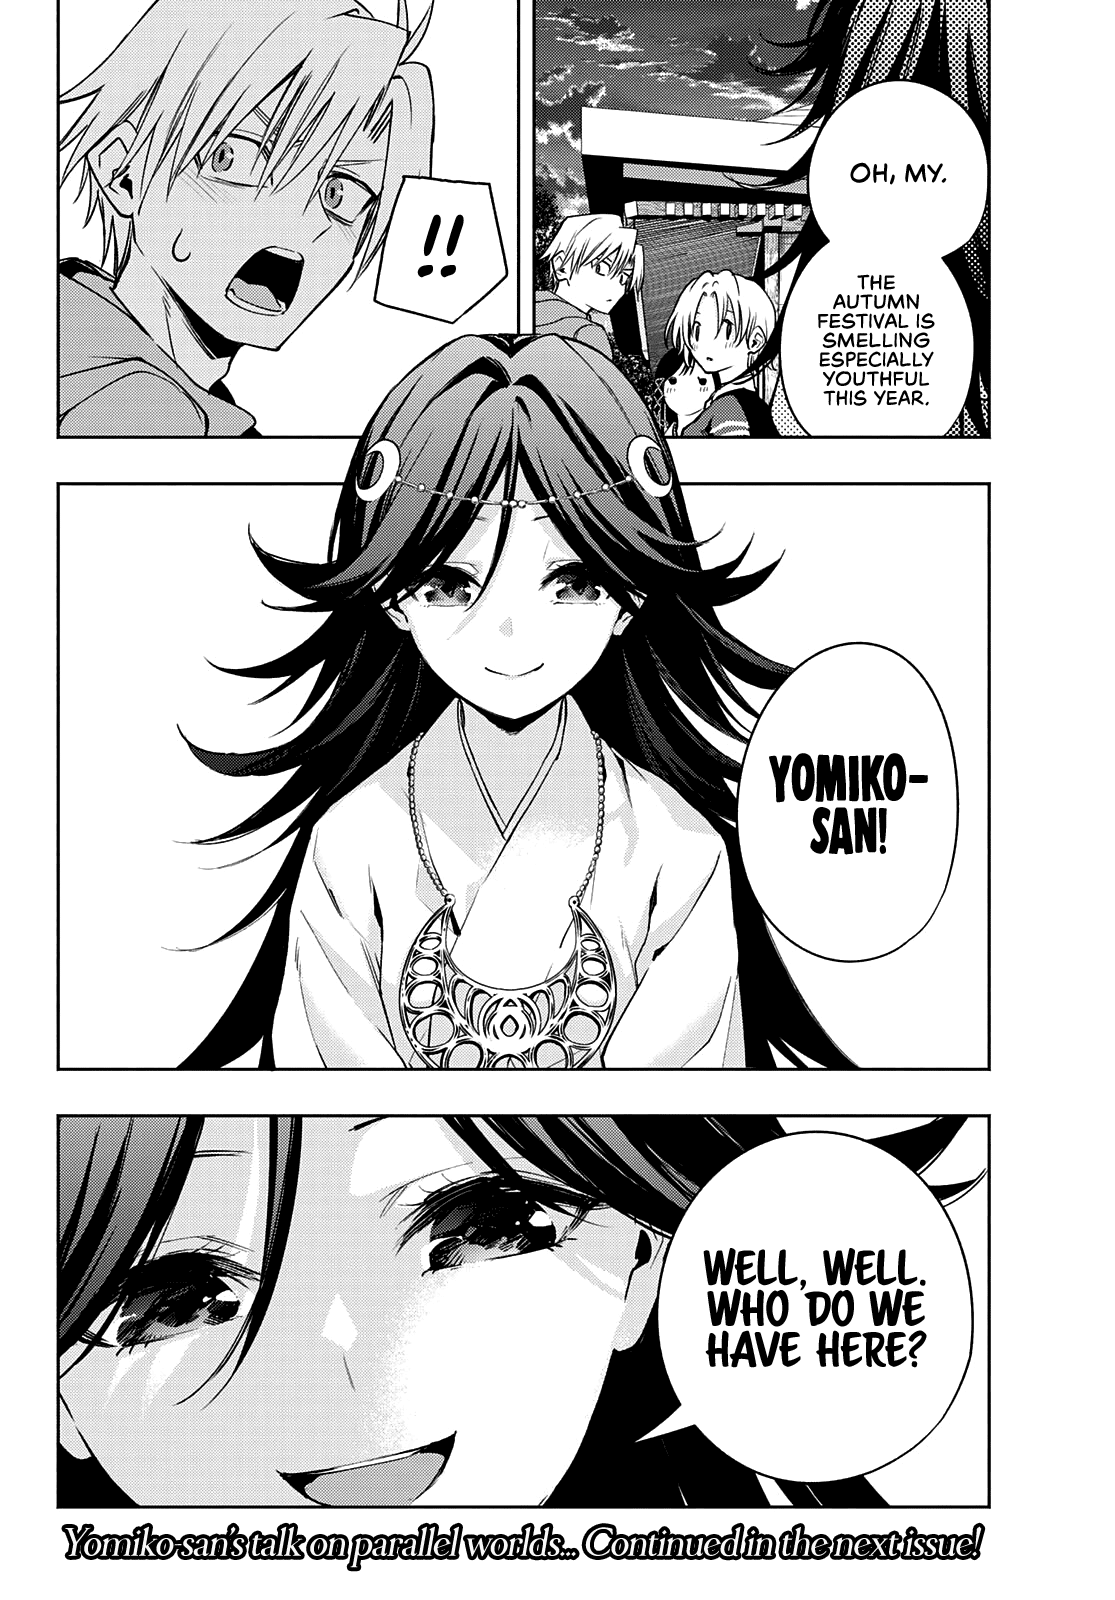 OH, MY.
THE
AUTUMN
FESTIVAL IS
SMELLING
ESPECIALLY
YOUTHFUL
THIS YEAR.
!!
YOMIKO-
SAN!
WELL, WELL.
WHO DO WE
HAVE HERE?
Yomiko-san's talk on parallel worlds... Continued in the next issue!